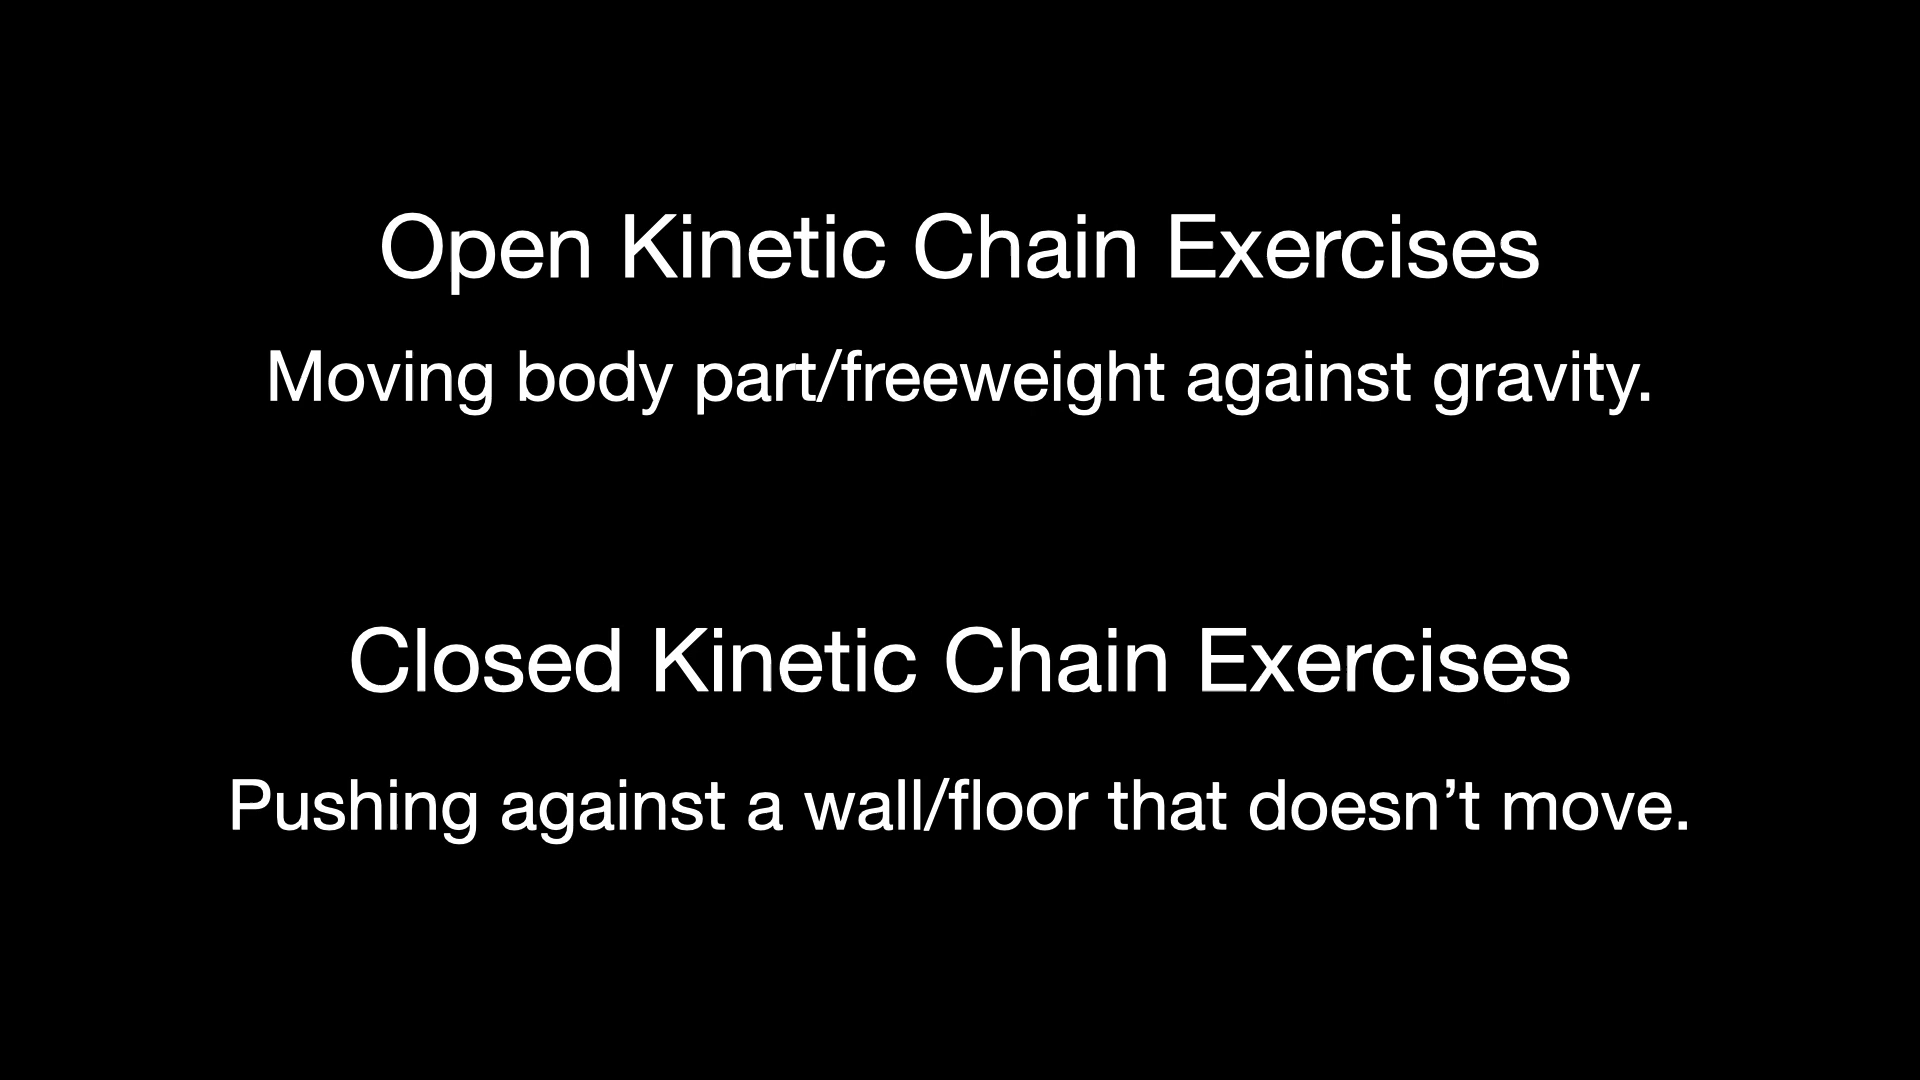 Open Kinetic Chain Exercises
Moving body part/freeweight against gravity.
Closed Kinetic Chain Exercises
Pushing against a wall/floor that doesn’t move.